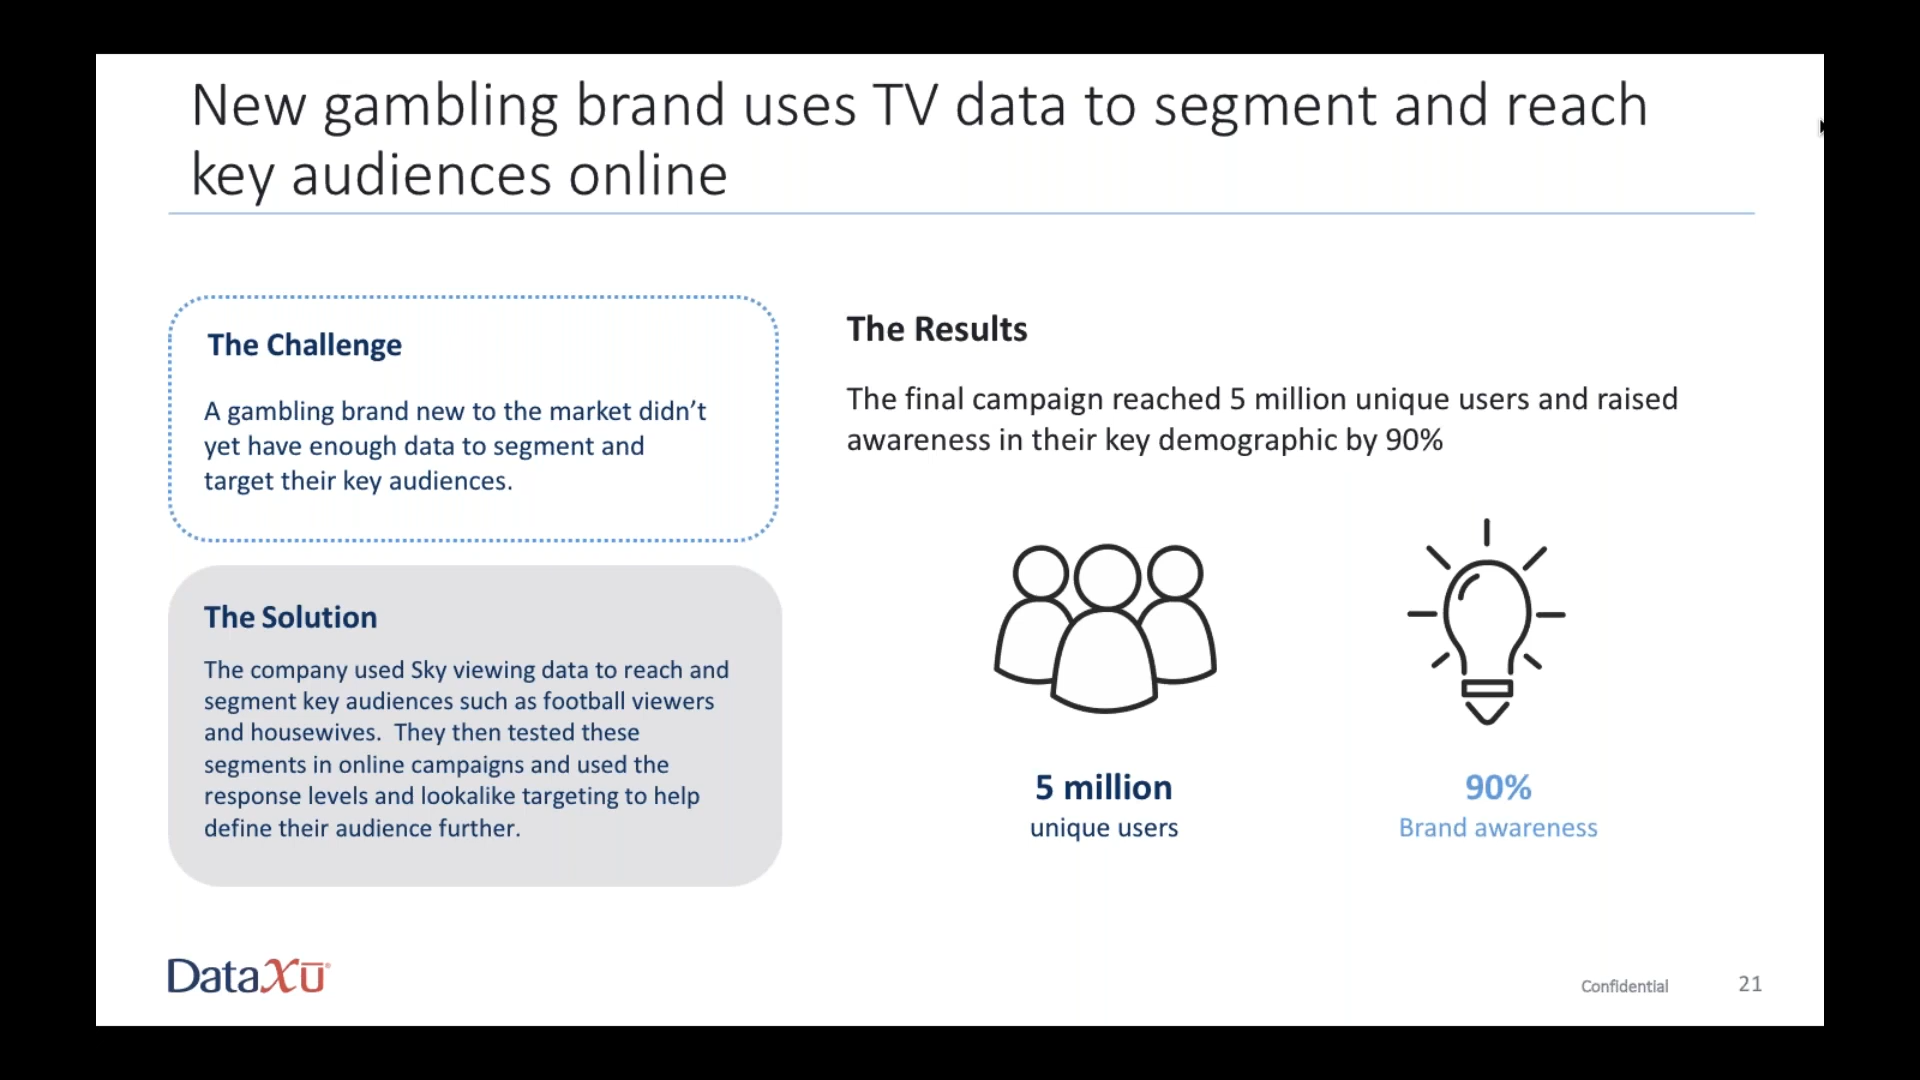 New gambling brand uses TV data to segment and reach
key audiences online
The Challenge
A gambling brand new to the market didn’t
yet have enough data to segment and
target their key audiences.
The Solution
The company used Sky viewing data to reach and
segment key audiences such as football viewers
and housewives.  They then tested these
segments in online campaigns and used the
response levels and lookalike targeting to help
define their audience further.
The Results
The final campaign reached 5 million unique users and raised
awareness in their key demographic by 90%
5 million
unique users
90%
Brand awareness
DataXū®
Confidential
21